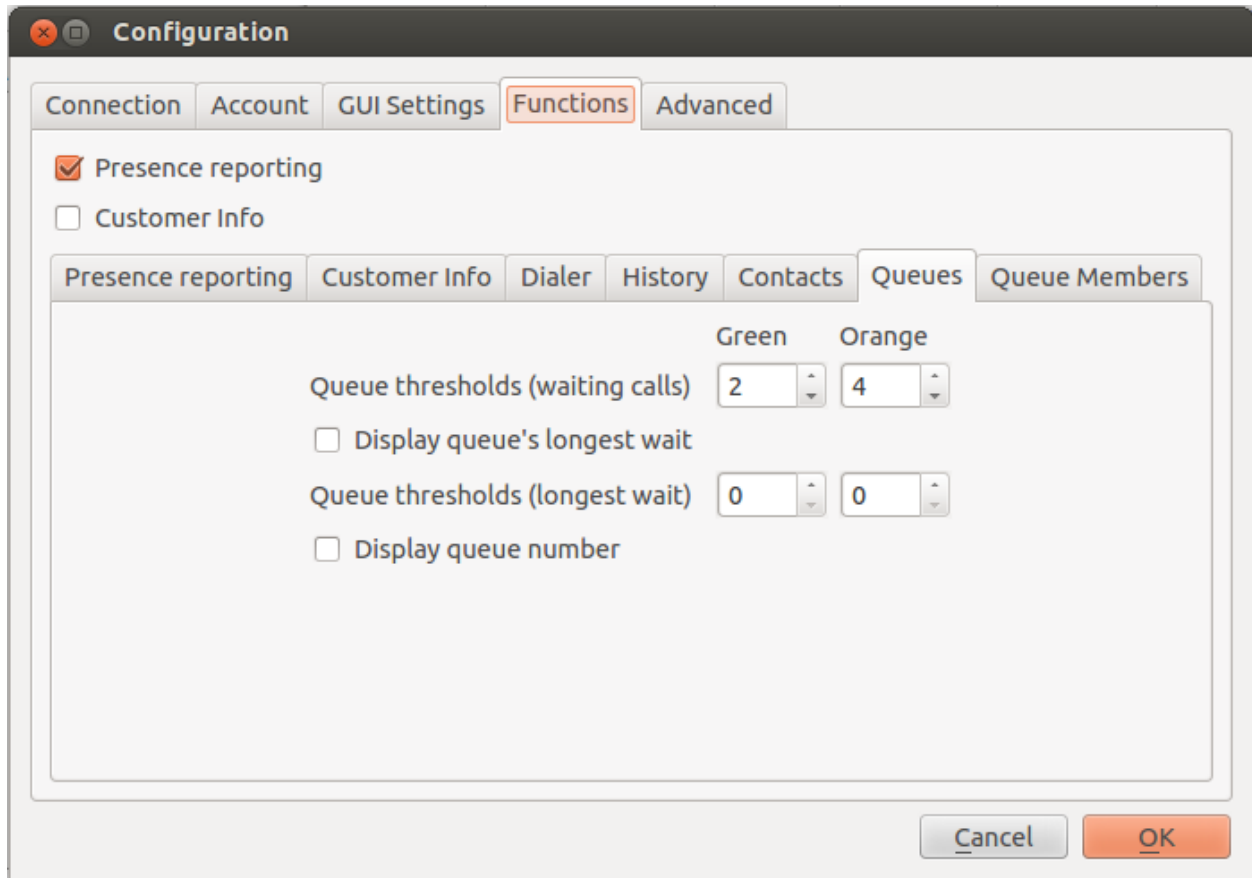 Configuration
Connection Account GUI Settings Functions Advanced
Presence reporting
Customer Info
Presence reporting Customer Info Dialer History Contacts Queues Queue Members
Green Orange
Queue thresholds (waiting calls) 2 4
Display queue's longest wait
Queue thresholds (longest wait) 0 0
Display queue number
Cancel OK